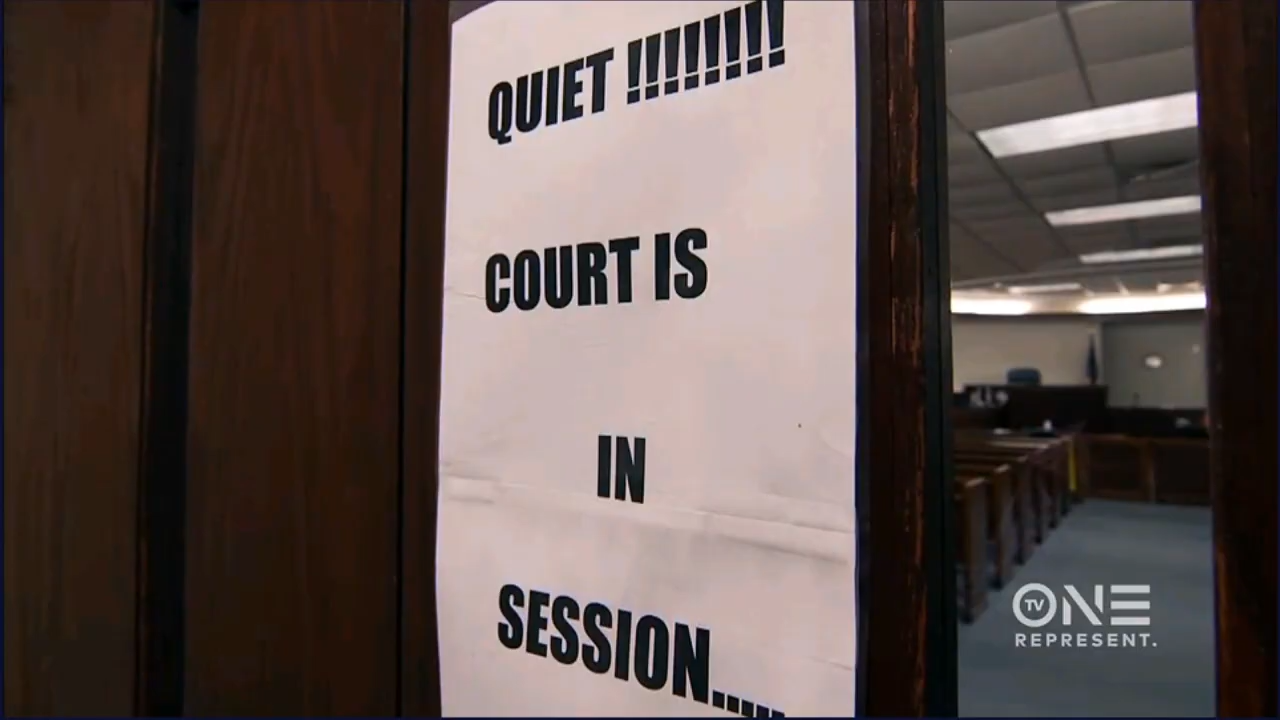 QUIET !!!!!!!!
COURT IS
IN
SESSION......
TV ONE
REPRESENT.